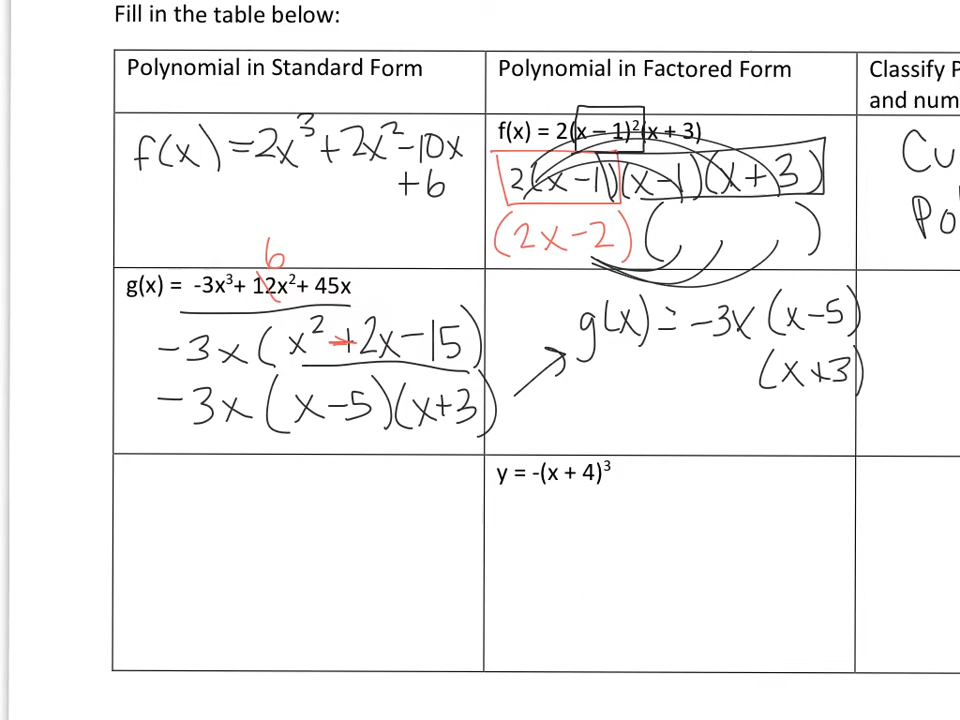 Fill in the table below:
Polynomial in Standard Form
Polynomial in Factored Form
Classify P
and num
f(x) = 2x³ + 2x² - 10x
+ 6
f(x) = 2(x – 1)²(x + 3)
2(x - 1)(x - 1)(x + 3)
(2x - 2) ( )
Cu
Po
6
g(x) = -3x³+ 12x²+ 45x
-3x(x² + 2x - 15)
-3x(x - 5)(x + 3)
g(x) = -3x(x - 5)
(x + 3)
y = -(x + 4)³